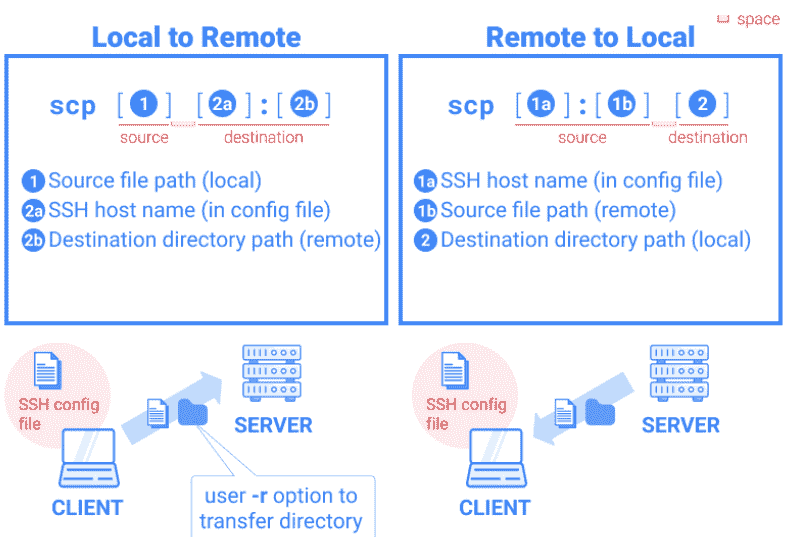 space
Local to Remote
scp [ 1 ] [ 2a ] : [ 2b ]
source destination
1 Source file path (local)
2a SSH host name (in config file)
2b Destination directory path (remote)
Remote to Local
scp [ 1a ] : [ 1b ] [ 2 ]
source destination
1a SSH host name (in config file)
1b Source file path (remote)
2 Destination directory path (local)
SSH config
file
SERVER
CLIENT
user -r option to
transfer directory
SSH config
file
SERVER
CLIENT